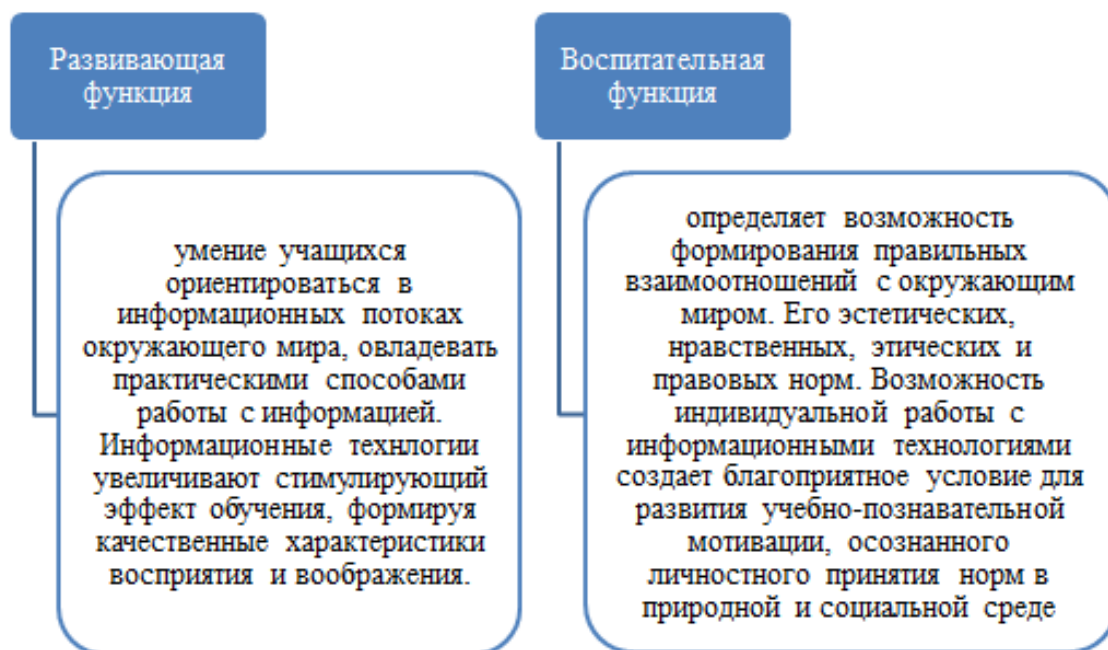 Развивающая
функция
умение учащихся
ориентироваться в
информационных потоках
окружающего мира, овладевать
практическими способами
работы с информацией.
Информационные технлогии
увеличивают стимулирующий
эффект обучения, формируя
качественные характеристики
восприятия и воображения.
Воспитательная
функция
определяет возможность
формирования правильных
взаимоотношений с окружающим
миром. Его эстетических,
нравственных, этических и
правовых норм. Возможность
индивидуальной работы с
информационными технологиями
создает благоприятное условие для
развития учебно-познавательной
мотивации, осознанного
личностного принятия норм в
природной и социальной среде